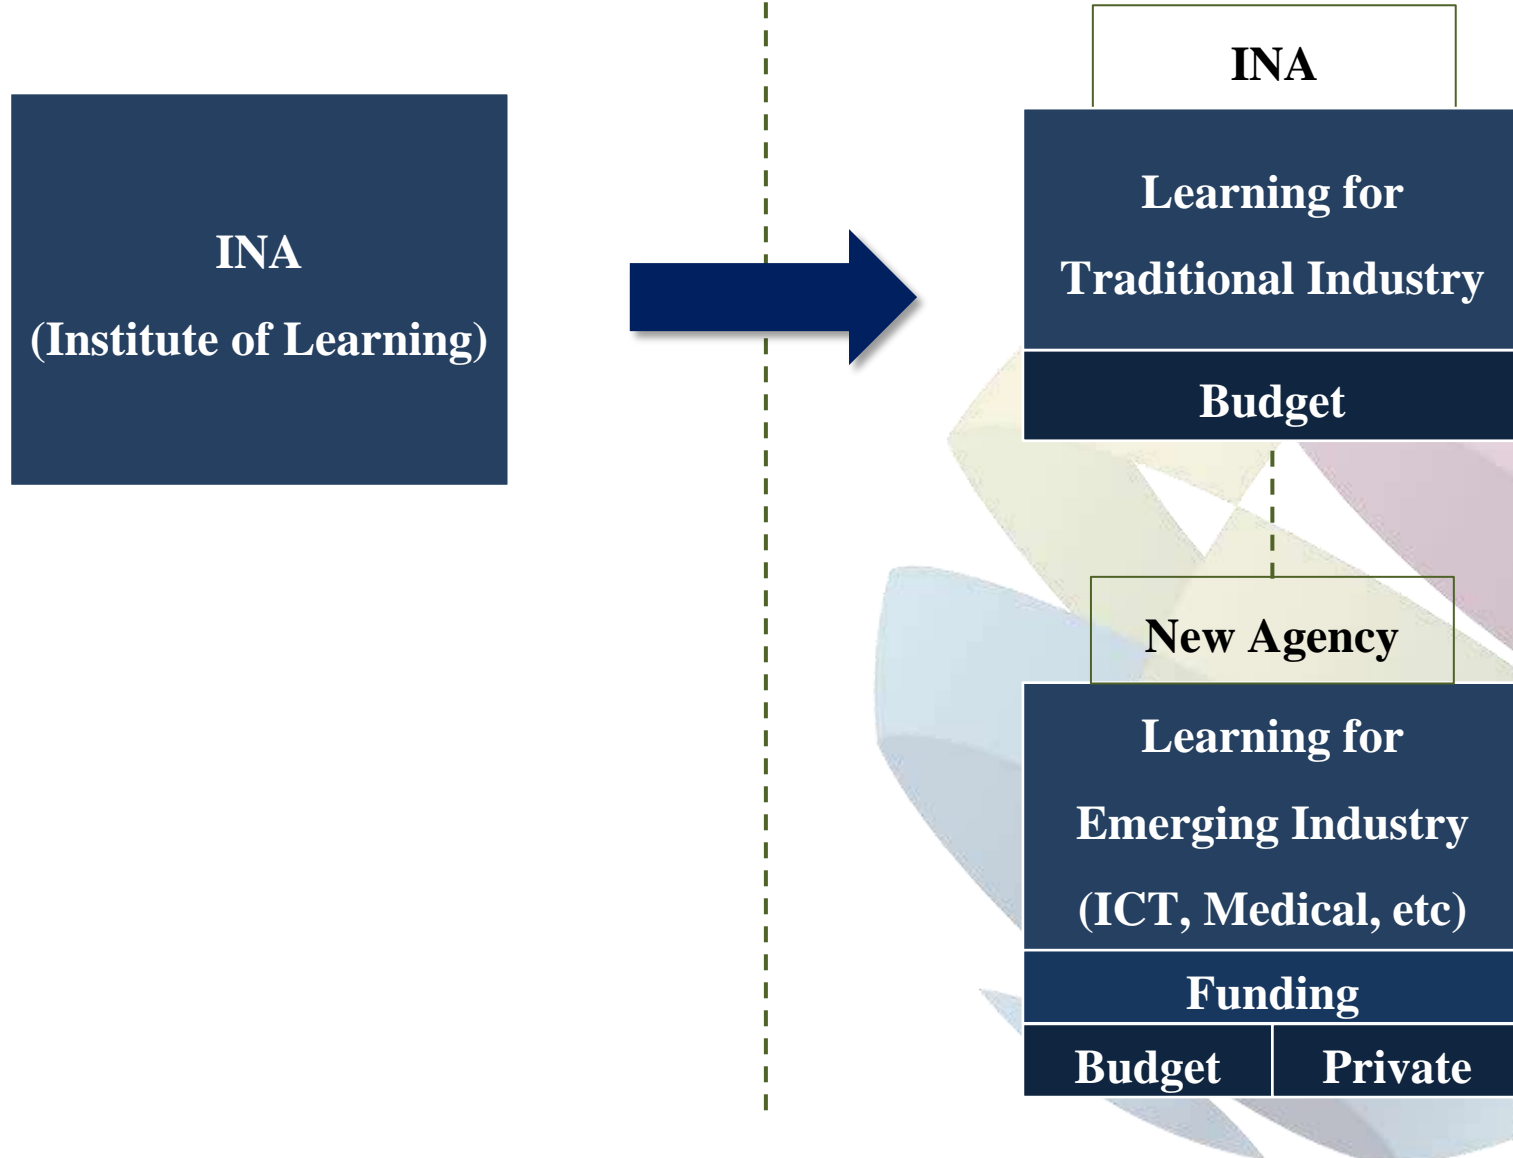 INA
(Institute of Learning)
INA
Learning for
Traditional Industry
Budget
New Agency
Learning for
Emerging Industry
(ICT, Medical, etc)
Funding
Budget
Private